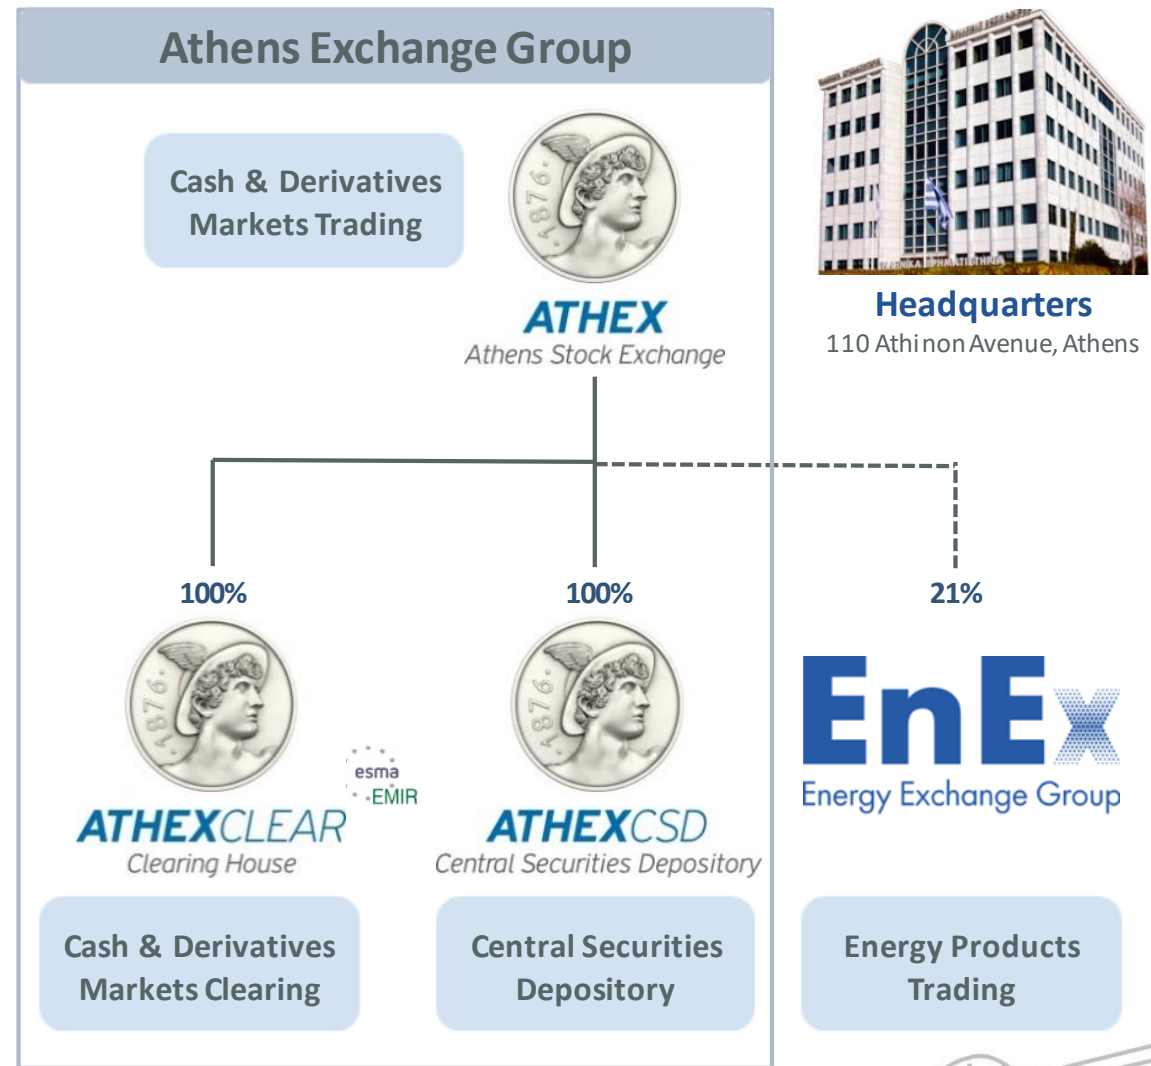 Athens Exchange Group
Cash & Derivatives
Markets Trading
·1876·
ATHEX
Athens Stock Exchange
Headquarters
110 Athinon Avenue, Athens
100%
100%
21%
·1876·
esma
EMIR
ATHEXCLEAR
Clearing House
·1876·
ATHEXCSD
Central Securities Depository
EnEx
Energy Exchange Group
Cash & Derivatives
Markets Clearing
Central Securities
Depository
Energy Products
Trading